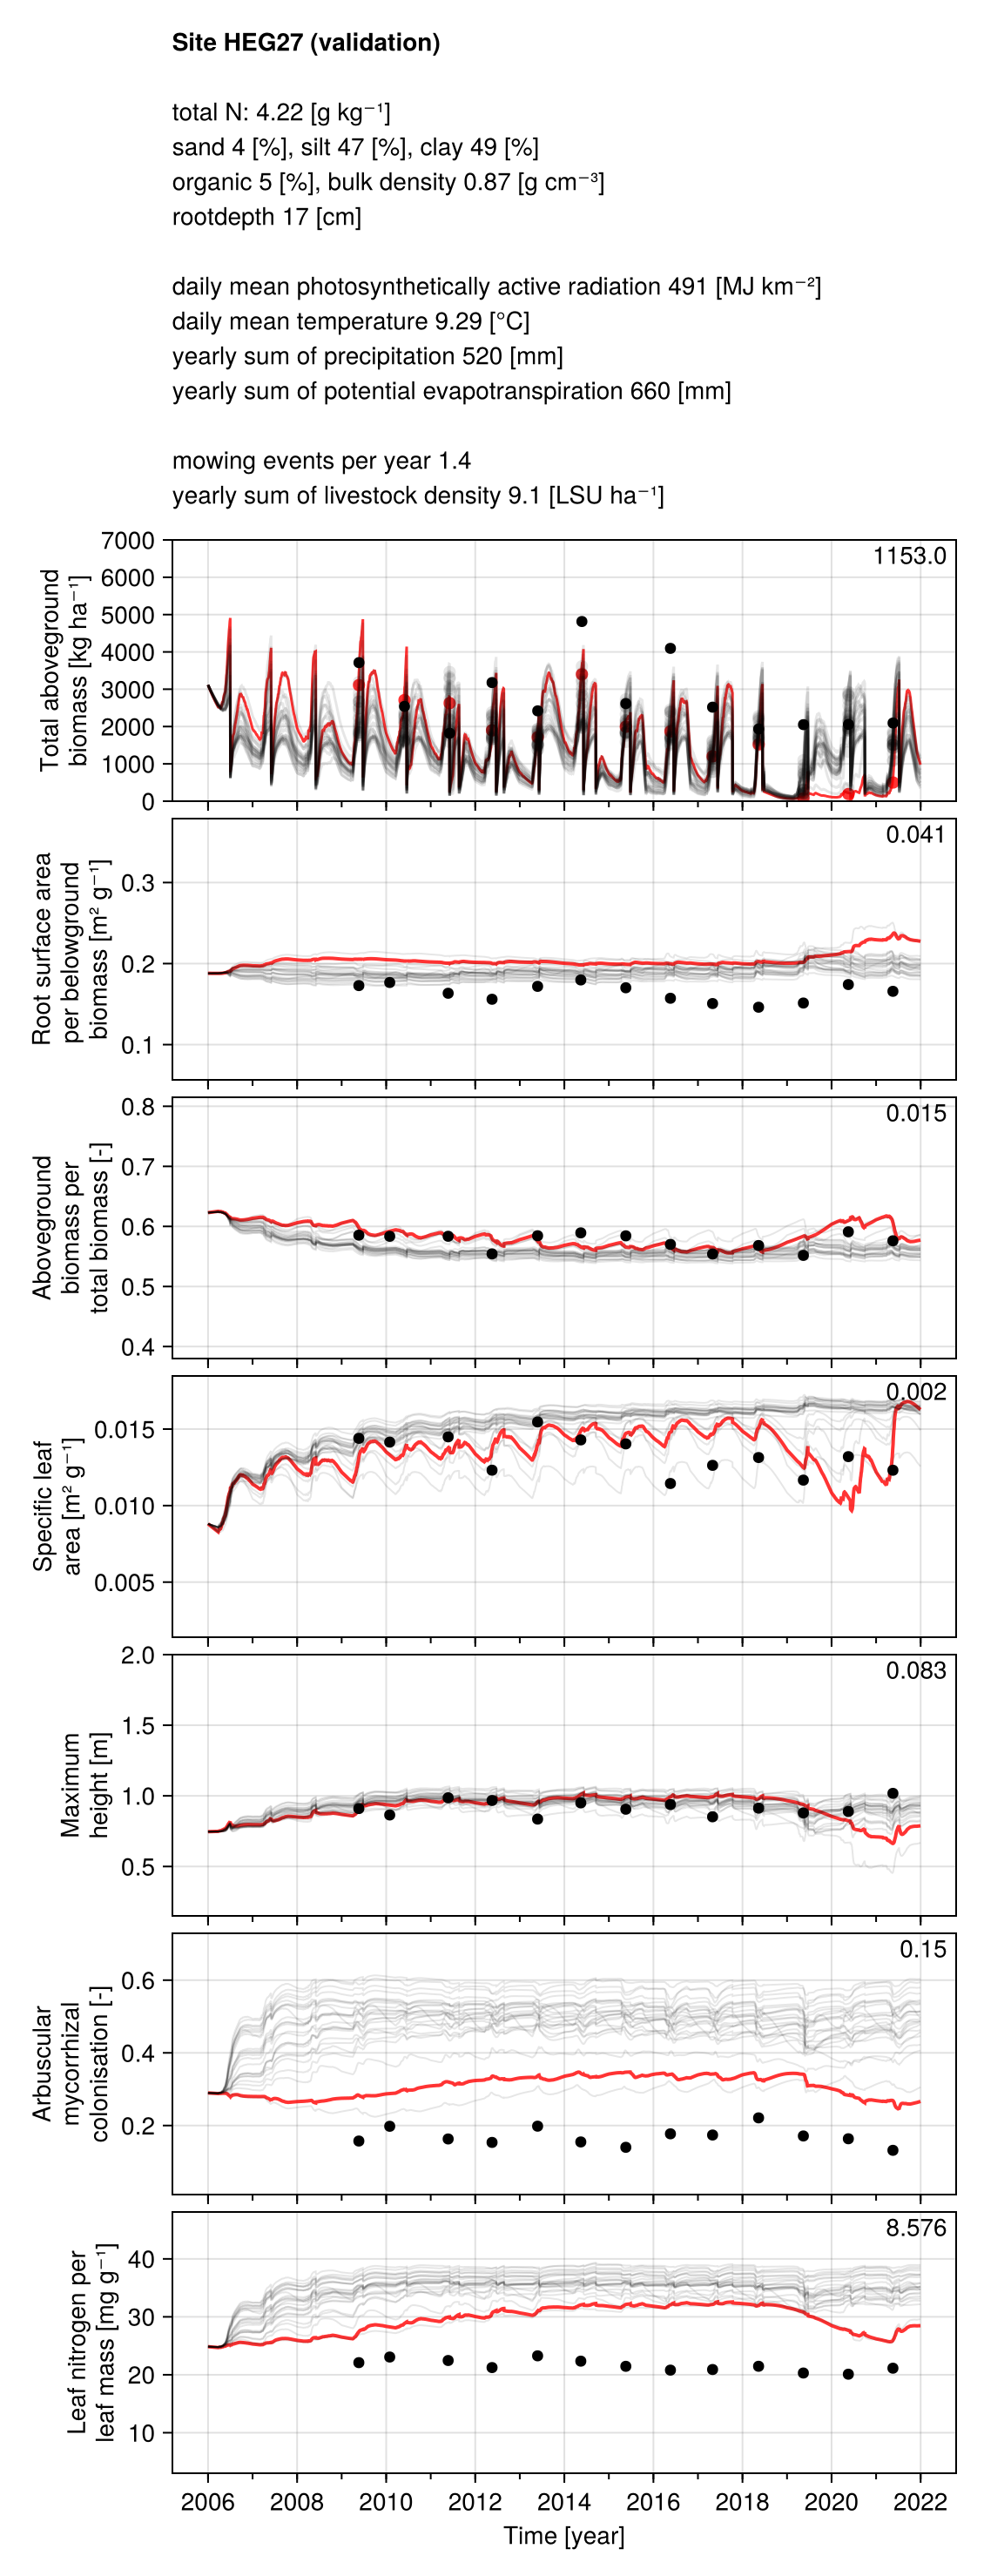 Site HEG27 (validation)
total N: 4.22 [g kg⁻¹]
sand 4 [%], silt 47 [%], clay 49 [%]
organic 5 [%], bulk density 0.87 [g cm⁻³]
rootdepth 17 [cm]
daily mean photosynthetically active radiation 491 [MJ km⁻²]
daily mean temperature 9.29 [°C]
yearly sum of precipitation 520 [mm]
yearly sum of potential evapotranspiration 660 [mm]
mowing events per year 1.4
yearly sum of livestock density 9.1 [LSU ha⁻¹]
Total aboveground
biomass [kg ha⁻¹]
7000
6000
5000
4000
3000
2000
1000
0
1153.0
Root surface area
per belowground
biomass [m² g⁻¹]
0.3
0.2
0.1
0.041
Aboveground
biomass per
total biomass [-]
0.8
0.7
0.6
0.5
0.4
0.015
Specific leaf
area [m² g⁻¹]
0.015
0.010
0.005
0.002
Maximum
height [m]
2.0
1.5
1.0
0.5
0.083
Arbuscular
mycorrhizal
colonisation [-]
0.6
0.4
0.2
0.15
Leaf nitrogen per
leaf mass [mg g⁻¹]
40
30
20
10
8.576
2006 2008 2010 2012 2014 2016 2018 2020 2022
Time [year]